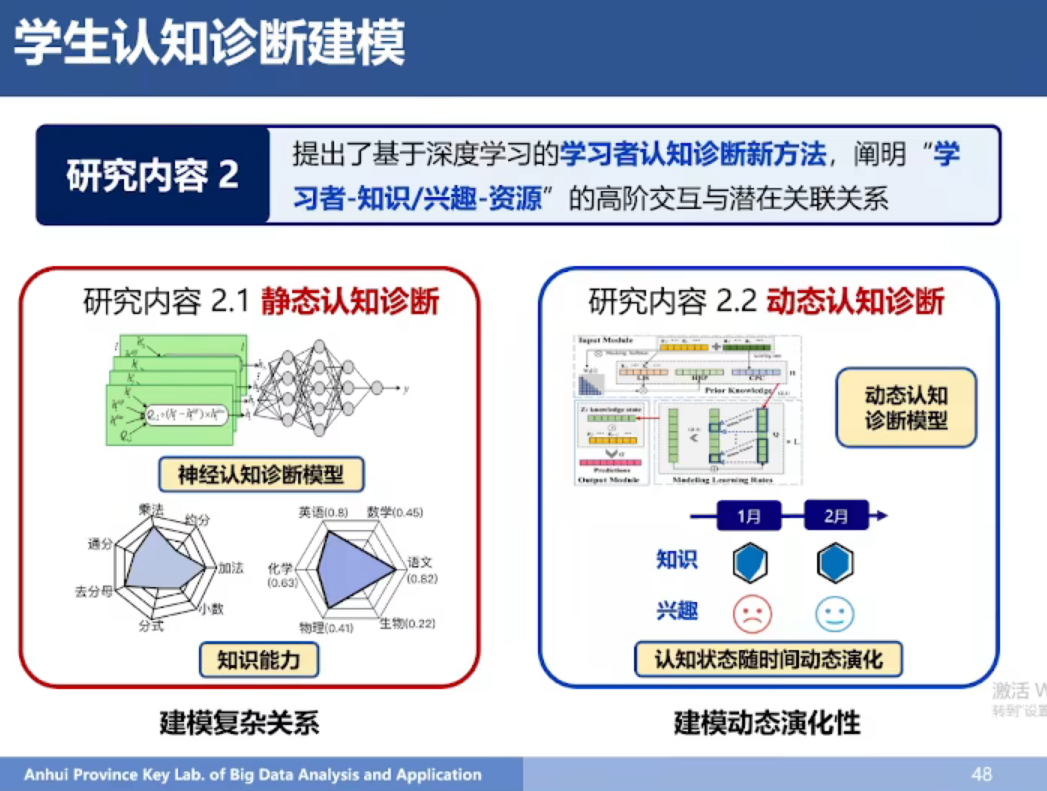 学生认知诊断建模
研究内容 2
提出了基于深度学习的学习者认知诊断新方法，阐明“学
习者-知识/兴趣-资源”的高阶交互与潜在关联关系
研究内容 2.1 静态认知诊断
y
神经认知诊断模型
乘法
约分
通分
加法
去分母
小数
分式
英语(0.8)
数学(0.45)
化学
(0.63)
语文
(0.82)
物理(0.41)
生物(0.22)
知识能力
建模复杂关系
研究内容 2.2 动态认知诊断
Input Module
Prior Knowledge
Predictions
Output Module
Modeling Learning Rates
动态认知
诊断模型
1月
2月
知识
兴趣
认知状态随时间动态演化
建模动态演化性
激活 W
转到"设置
Anhui Province Key Lab. of Big Data Analysis and Application
48